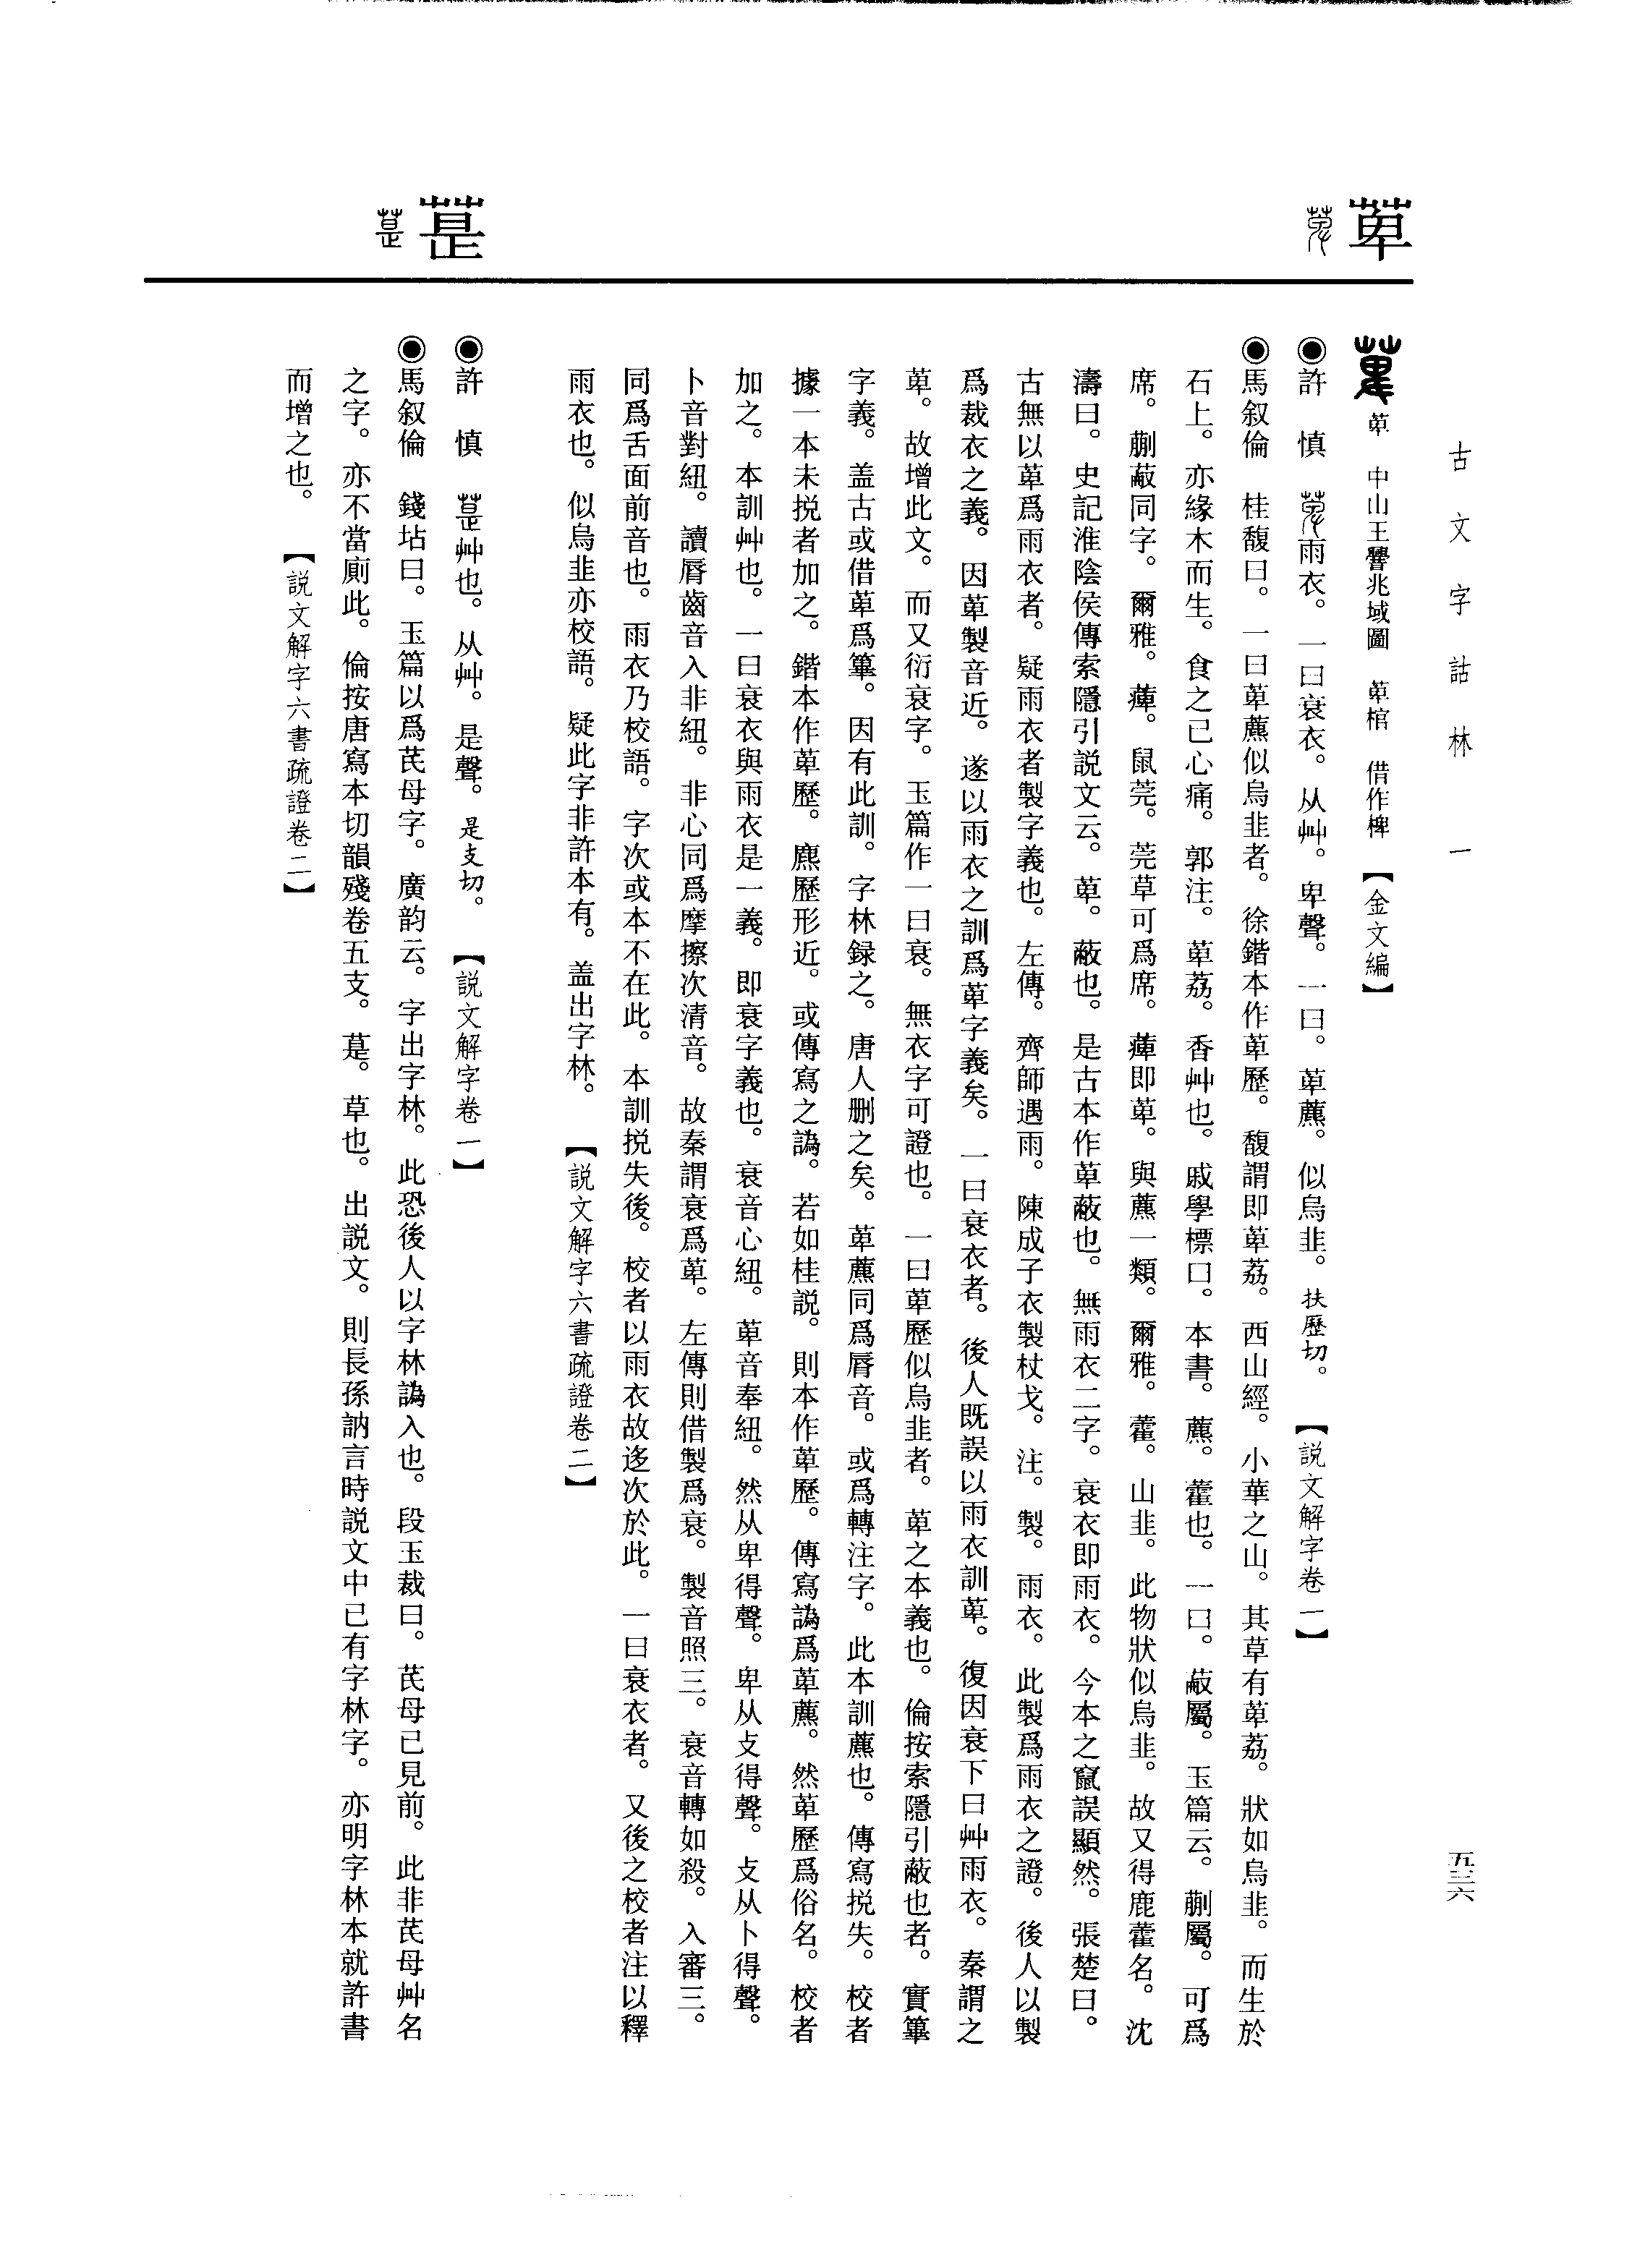 古文字詁林 一
五三六
萆
萆 中山王䁐兆域圖 萆棺 借作椑 【金文編】
◉許 慎 萆雨衣。一曰衰衣。从艸。卑聲。一曰。萆藨。似烏韭。扶歷切。 【説文解字卷一】
◉馬叙倫 桂馥曰。一曰萆藨似烏韭者。徐鍇本作萆歷。馥謂即萆荔。西山經。小華之山。其草有萆荔。狀如烏韭。而生於
石上。亦緣木而生。食之已心痛。郭注。萆荔。香艸也。戚學標曰。本書。藨。藿也。一曰。蔽屬。玉篇云。蒯屬。可爲
席。蒯蔽同字。爾雅。䕠。鼠莞。莞草可爲席。䕠即萆。與藨一類。爾雅。藿。山韭。此物狀似烏韭。故又得鹿藿名。沈
濤曰。史記淮陰侯傳索隱引説文云。萆。蔽也。是古本作萆蔽也。無雨衣二字。衰衣即雨衣。今本之竄誤顯然。張楚曰。
古無以萆爲雨衣者。疑雨衣者製字義也。左傳。齊師遇雨。陳成子衣製杖戈。注。製。雨衣。此製爲雨衣之證。後人以製
爲裁衣之義。因萆製音近。遂以雨衣之訓爲萆字義矣。一曰衰衣者。後人既誤以雨衣訓萆。復因衰下曰艸雨衣。秦謂之
萆。故增此文。而又衍衰字。玉篇作一曰衰。無衣字可證也。一曰萆歷似烏韭者。萆之本義也。倫按索隱引蔽也者。實箄
字義。盖古或借萆爲箄。因有此訓。字林録之。唐人删之矣。萆藨同爲脣音。或爲轉注字。此本訓藨也。傳寫捝失。校者
據一本未捝者加之。鍇本作萆歷。麃歷形近。或傳寫之譌。若如桂説。則本作萆歷。傳寫譌爲萆藨。然萆歷爲俗名。校者
加之。本訓艸也。一曰衰衣與雨衣是一義。即衰字義也。衰音心紐。萆音奉紐。然从卑得聲。卑从攴得聲。攴从卜得聲。
卜音對紐。讀脣齒音入非紐。非心同爲摩擦次清音。故秦謂衰爲萆。左傳則借製爲衰。製音照三。衰音轉如殺。入審三。
同爲舌面前音也。雨衣乃校語。字次或本不在此。本訓捝失後。校者以雨衣故迻次於此。一曰衰衣者。又後之校者注以釋
雨衣也。似烏韭亦校語。疑此字非許本有。盖出字林。 【説文解字六書疏證卷二】
萛
◉許 慎 艸也。从艸。是聲。是支切。 【説文解字卷一】
◉馬叙倫 錢坫曰。玉篇以爲芪母字。廣韵云。字出字林。此恐後人以字林譌入也。段玉裁曰。芪母已見前。此非芪母艸名
之字。亦不當廁此。倫按唐寫本切韻殘卷五支。草也。出説文。則長孫訥言時説文中已有字林字。亦明字林本就許書
而增之也。 【説文解字六書疏證卷二】